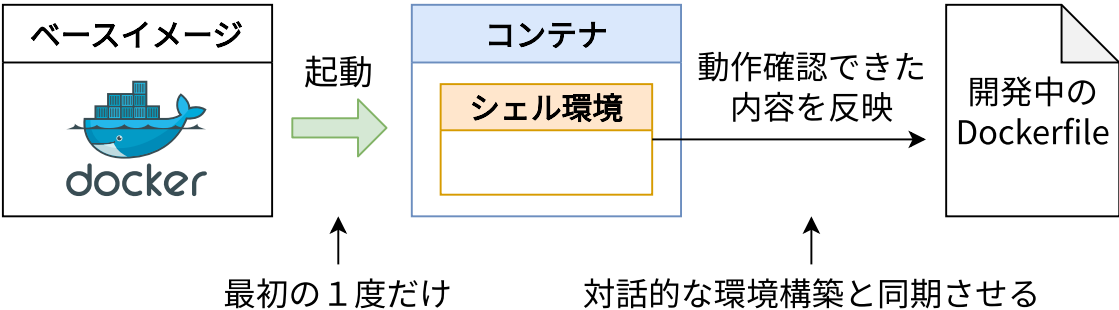 ベースイメージ
docker
起動
コンテナ
シェル環境
動作確認できた
内容を反映
開発中の
Dockerfile
最初の１度だけ
対話的な環境構築と同期させる